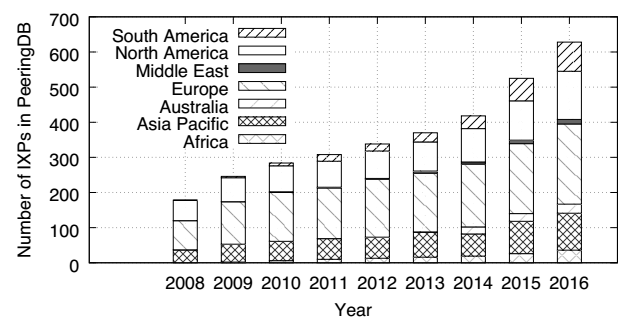 Number of IXPs in PeeringDB
700
600
500
400
300
200
100
0
South America
North America
Middle East
Europe
Australia
Asia Pacific
Africa
2008 2009 2010 2011 2012 2013 2014 2015 2016
Year